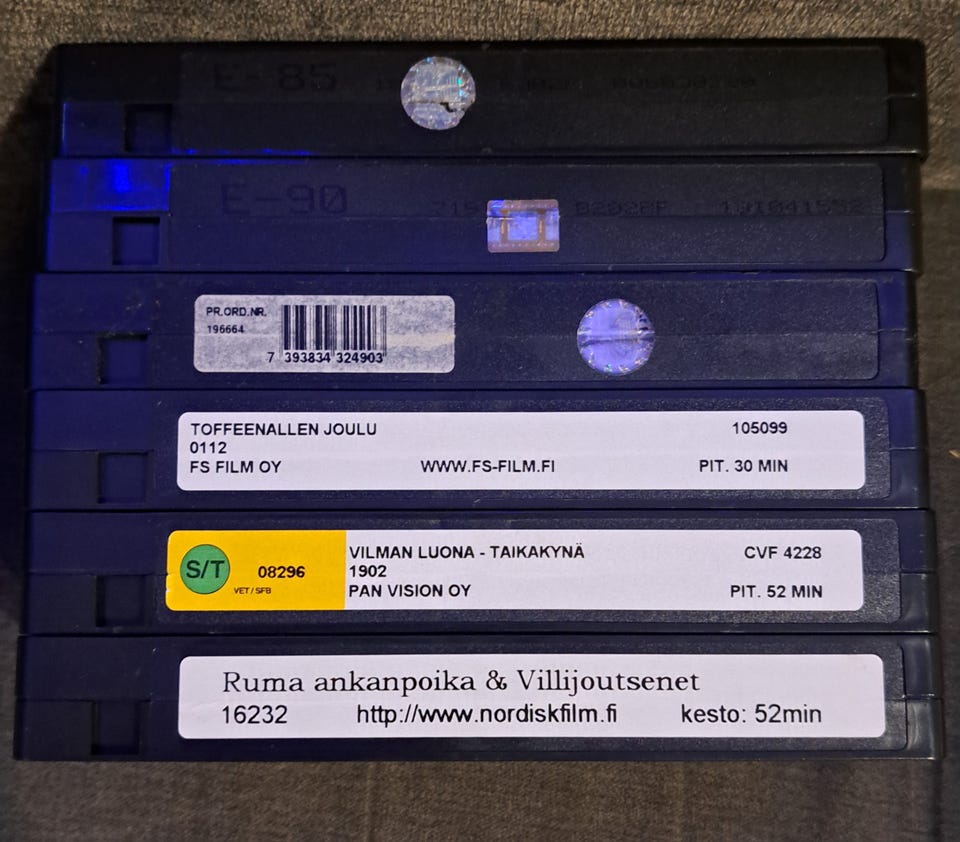 E-85
E-90
PR.ORD.NR.
196664
7 393834 324903
TOFFEENALLEN JOULU 105099
0112
FS FILM OY WWW.FS-FILM.FI PIT. 30 MIN
S/T 08296 VET / SFB
VILMAN LUONA - TAIKAKYNÄ CVF 4228
1902
PAN VISION OY PIT. 52 MIN
Ruma ankanpoika & Villijoutsenet
16232 http://www.nordiskfilm.fi kesto: 52min